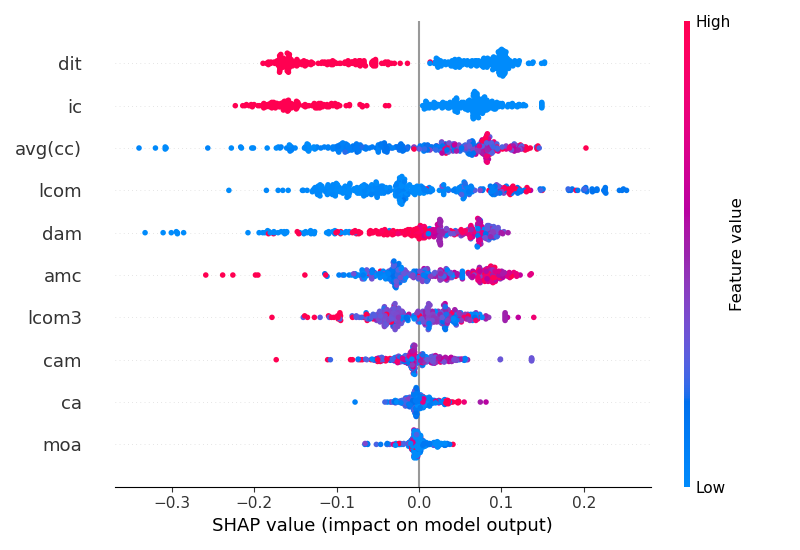 High
dit
ic
avg(cc)
lcom
dam
amc
lcom3
cam
ca
moa
Feature value
Low
−0.3 −0.2 −0.1 0.0 0.1 0.2
SHAP value (impact on model output)